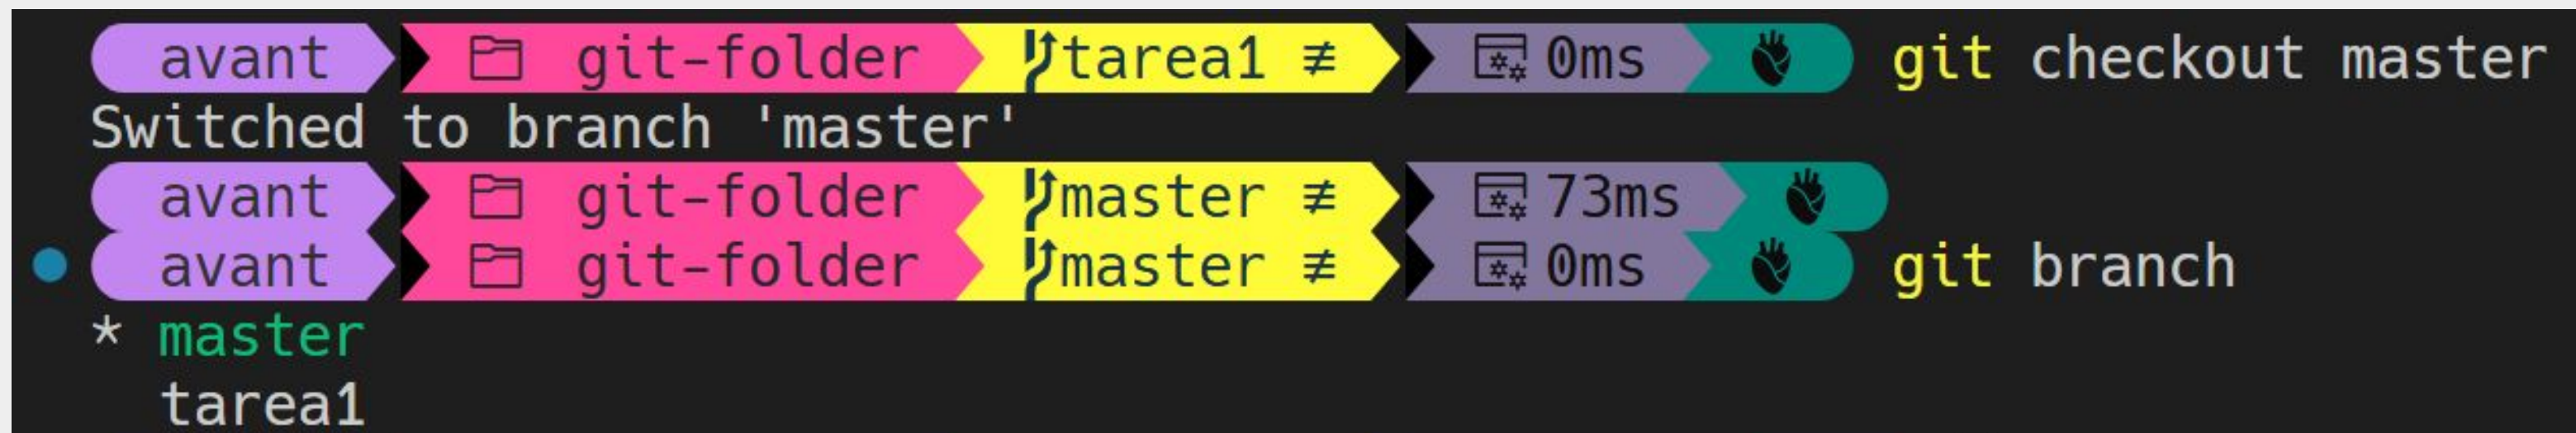 avant git-folder tarea1 ≢ 0ms git checkout master
Switched to branch 'master'
avant git-folder master ≢ 73ms
avant git-folder master ≢ 0ms git branch
* master
tarea1